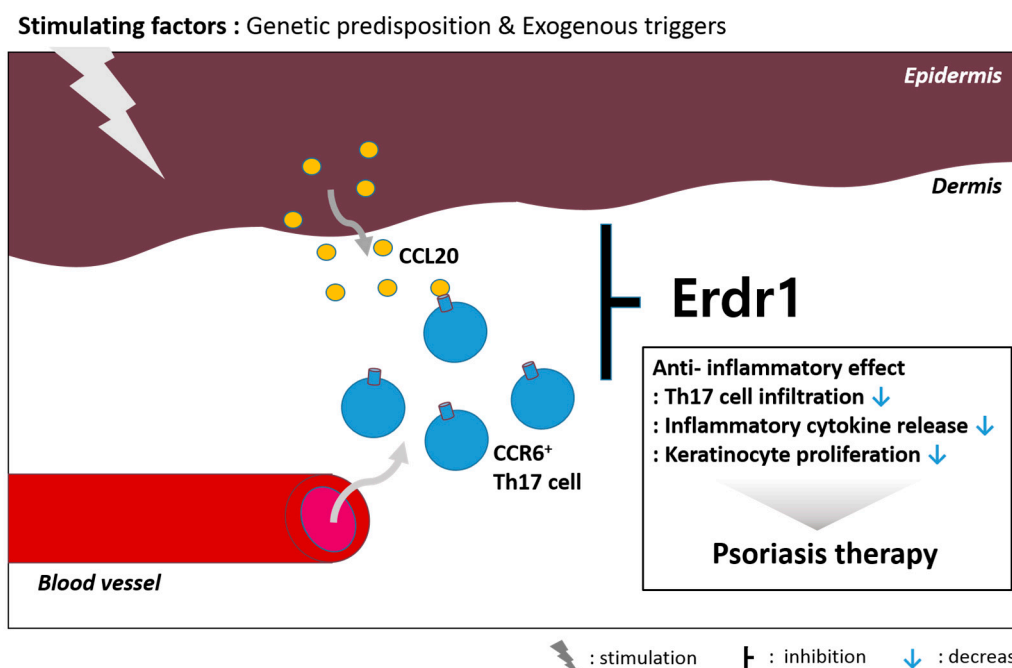 Stimulating factors : Genetic predisposition & Exogenous triggers
Epidermis
Dermis
CCL20
Erdr1
Anti- inflammatory effect
: Th17 cell infiltration ↓
: Inflammatory cytokine release ↓
: Keratinocyte proliferation ↓
CCR6⁺
Th17 cell
Psoriasis therapy
Blood vessel
: stimulation : inhibition ↓ : decreas